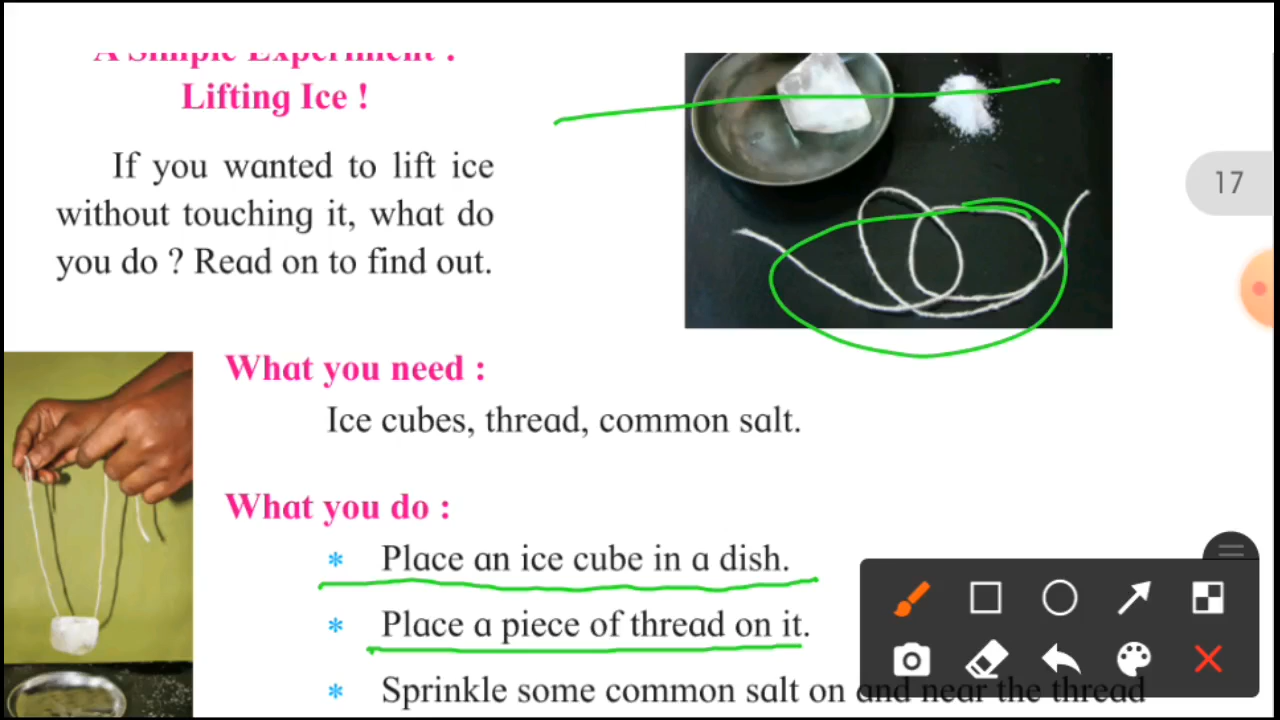 A Simple Experiment :
Lifting Ice !
If you wanted to lift ice
without touching it, what do
you do ? Read on to find out.
17
What you need :
Ice cubes, thread, common salt.
What you do :
* Place an ice cube in a dish.
* Place a piece of thread on it.
* Sprinkle some common salt on and near the thread